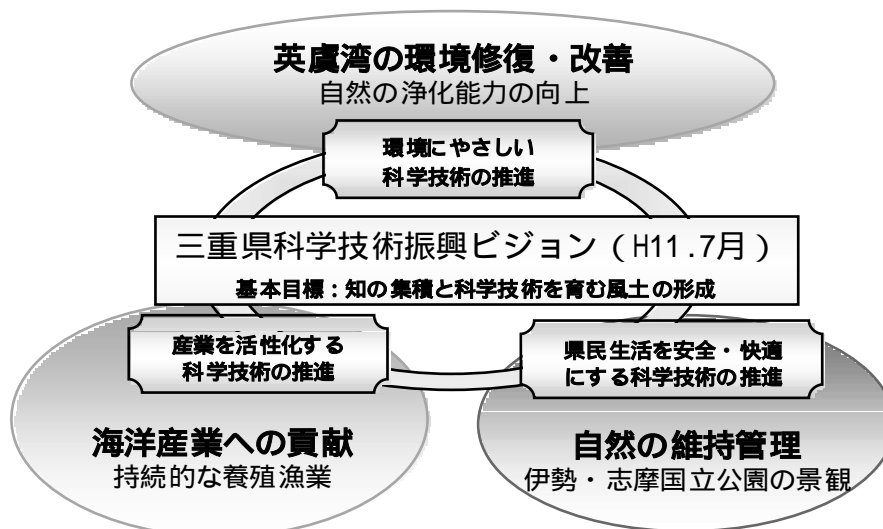 英虞湾の環境修復・改善
自然の浄化能力の向上
環境にやさしい
科学技術の推進
三重県科学技術振興ビジョン（H11.7月）
基本目標：知の集積と科学技術を育む風土の形成
産業を活性化する
科学技術の推進
県民生活を安全・快適
にする科学技術の推進
海洋産業への貢献
持続的な養殖漁業
自然の維持管理
伊勢・志摩国立公園の景観